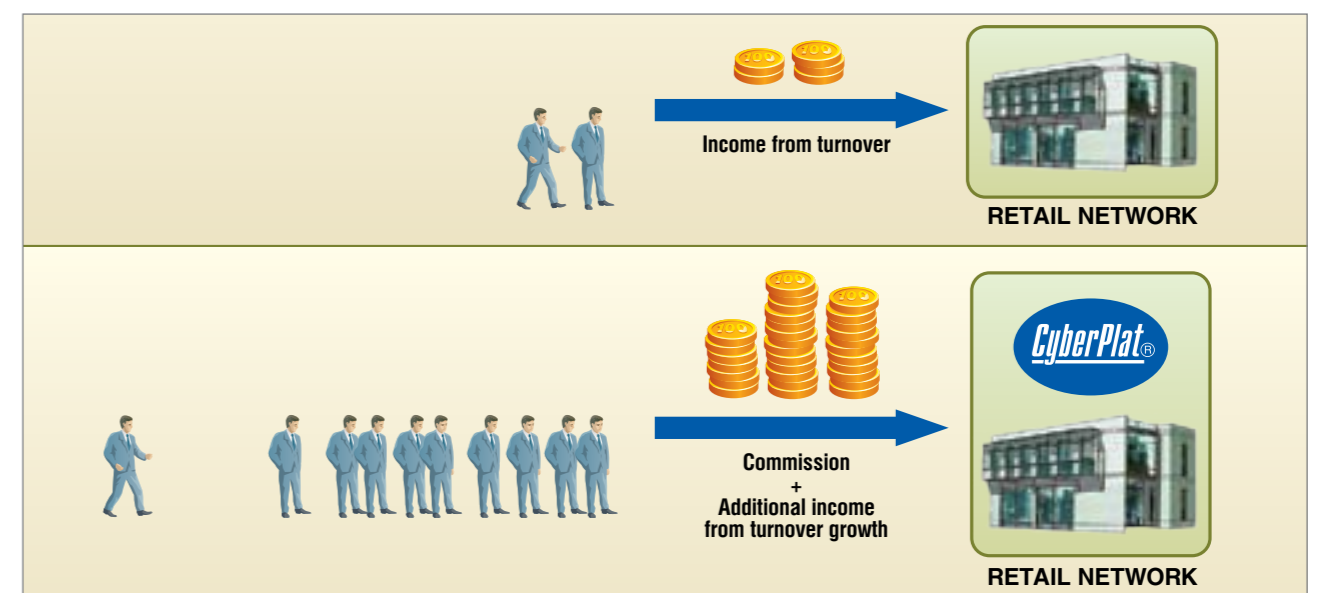 100 100
Income from turnover
RETAIL NETWORK
100 100 100
CyberPlat®
Commission
+
Additional income
from turnover growth
RETAIL NETWORK